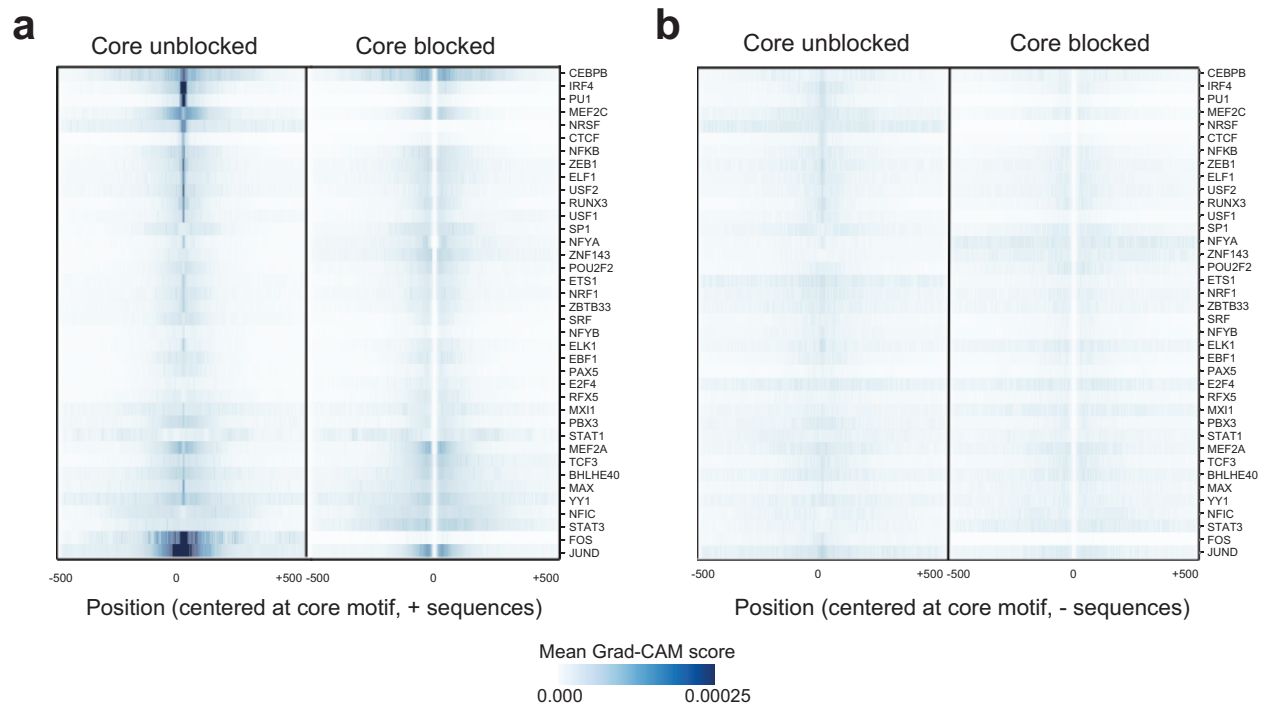 a
Core unblocked
Core blocked
CEBPB
IRF4
PU1
MEF2C
NRSF
CTCF
NFKB
ZEB1
ELF1
USF2
RUNX3
USF1
SP1
NFYA
ZNF143
POU2F2
ETS1
NRF1
ZBTB33
SRF
NFYB
ELK1
EBF1
PAX5
E2F4
RFX5
MXI1
PBX3
STAT1
MEF2A
TCF3
BHLHE40
MAX
YY1
NFIC
STAT3
FOS
JUND
-500 0 +500 -500 0 +500
Position (centered at core motif, + sequences)
b
Core unblocked
Core blocked
CEBPB
IRF4
PU1
MEF2C
NRSF
CTCF
NFKB
ZEB1
ELF1
USF2
RUNX3
USF1
SP1
NFYA
ZNF143
POU2F2
ETS1
NRF1
ZBTB33
SRF
NFYB
ELK1
EBF1
PAX5
E2F4
RFX5
MXI1
PBX3
STAT1
MEF2A
TCF3
BHLHE40
MAX
YY1
NFIC
STAT3
FOS
JUND
-500 0 +500 -500 0 +500
Position (centered at core motif, - sequences)
Mean Grad-CAM score
0.000 0.00025